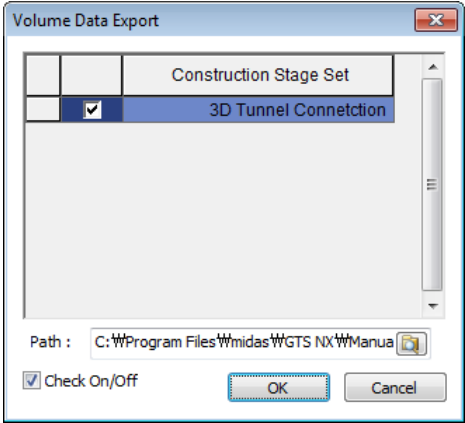 Volume Data Export
Construction Stage Set
3D Tunnel Connetction
Path : C:₩Program Files₩midas₩GTS NX₩Manua
Check On/Off OK Cancel